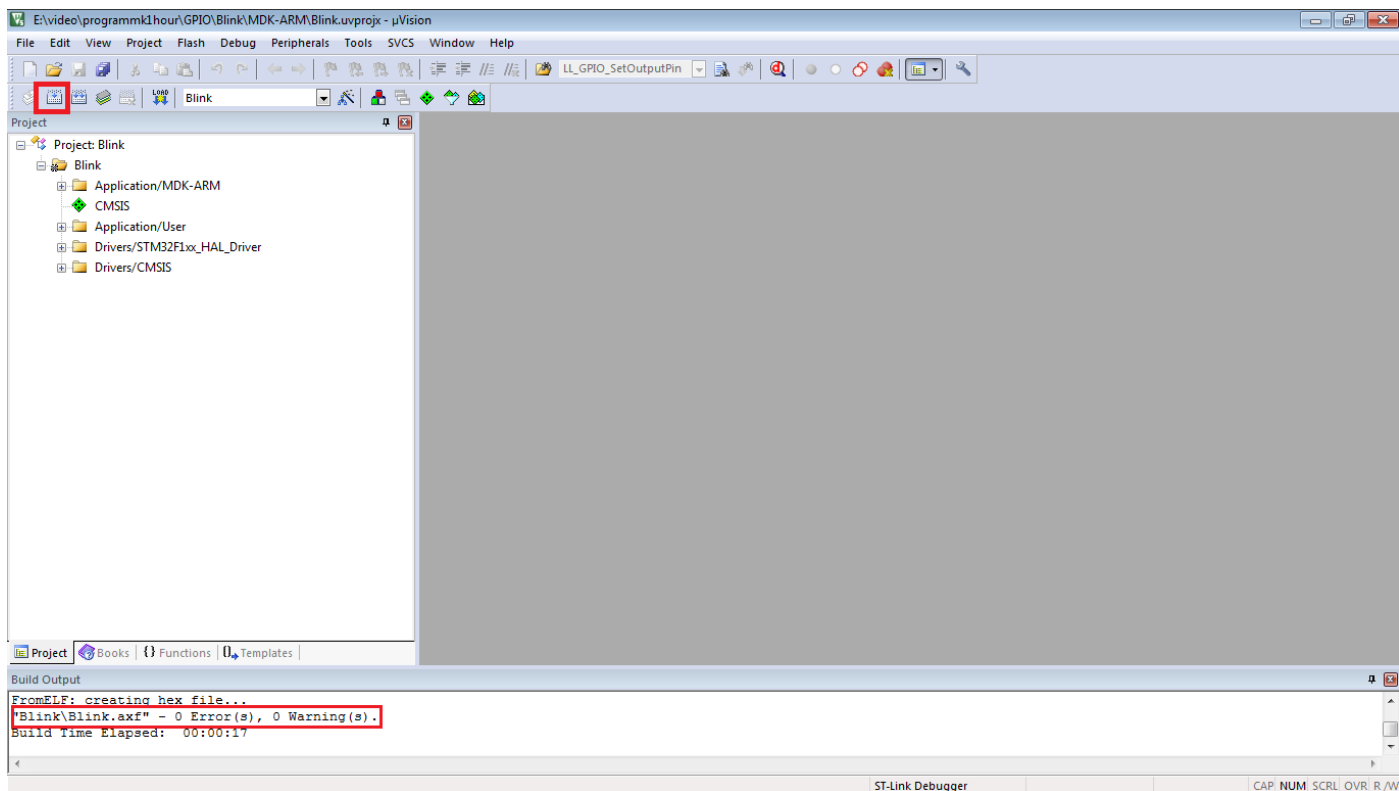 E:\video\programmk1hour\GPIO\Blink\MDK-ARM\Blink.uvprojx - µVision
File Edit View Project Flash Debug Peripherals Tools SVCS Window Help
LL_GPIO_SetOutputPin
LOAD Blink
Project
Project: Blink
Blink
Application/MDK-ARM
CMSIS
Application/User
Drivers/STM32F1xx_HAL_Driver
Drivers/CMSIS
Project Books {} Functions Templates
Build Output
FromELF: creating hex file...
"Blink\Blink.axf" - 0 Error(s), 0 Warning(s).
Build Time Elapsed: 00:00:17
ST-Link Debugger CAP NUM SCRL OVR R/W